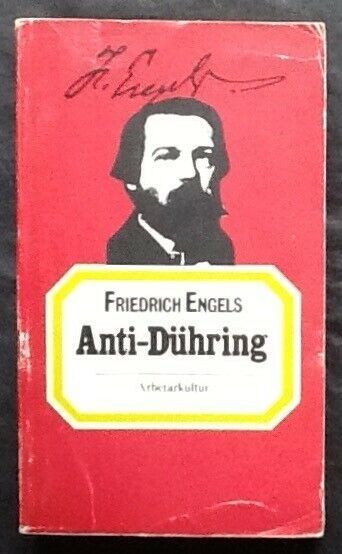 F. Engels
FRIEDRICH ENGELS
Anti-Dühring
Arbetarkultur